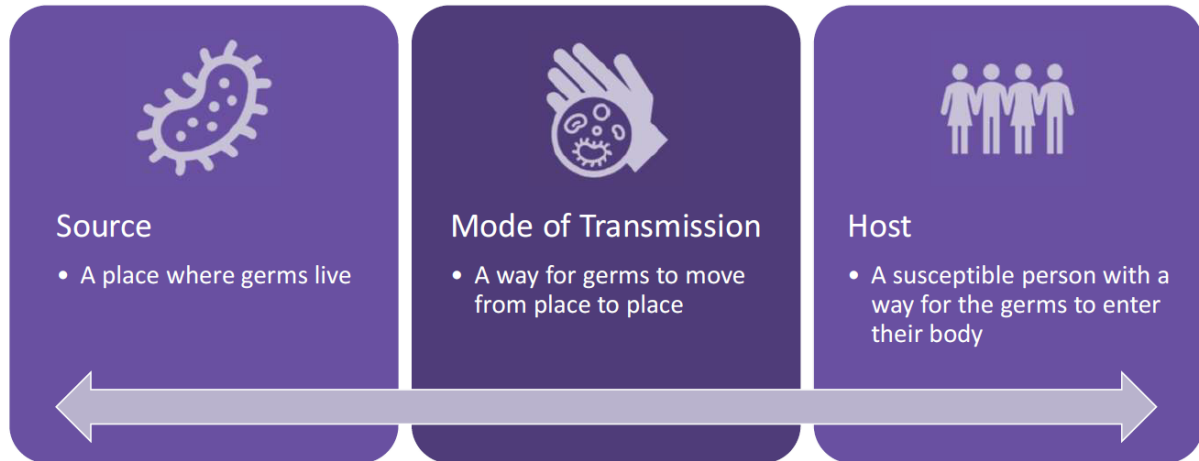 Source
• A place where germs live
Mode of Transmission
• A way for germs to move
from place to place
Host
• A susceptible person with a
way for the germs to enter
their body